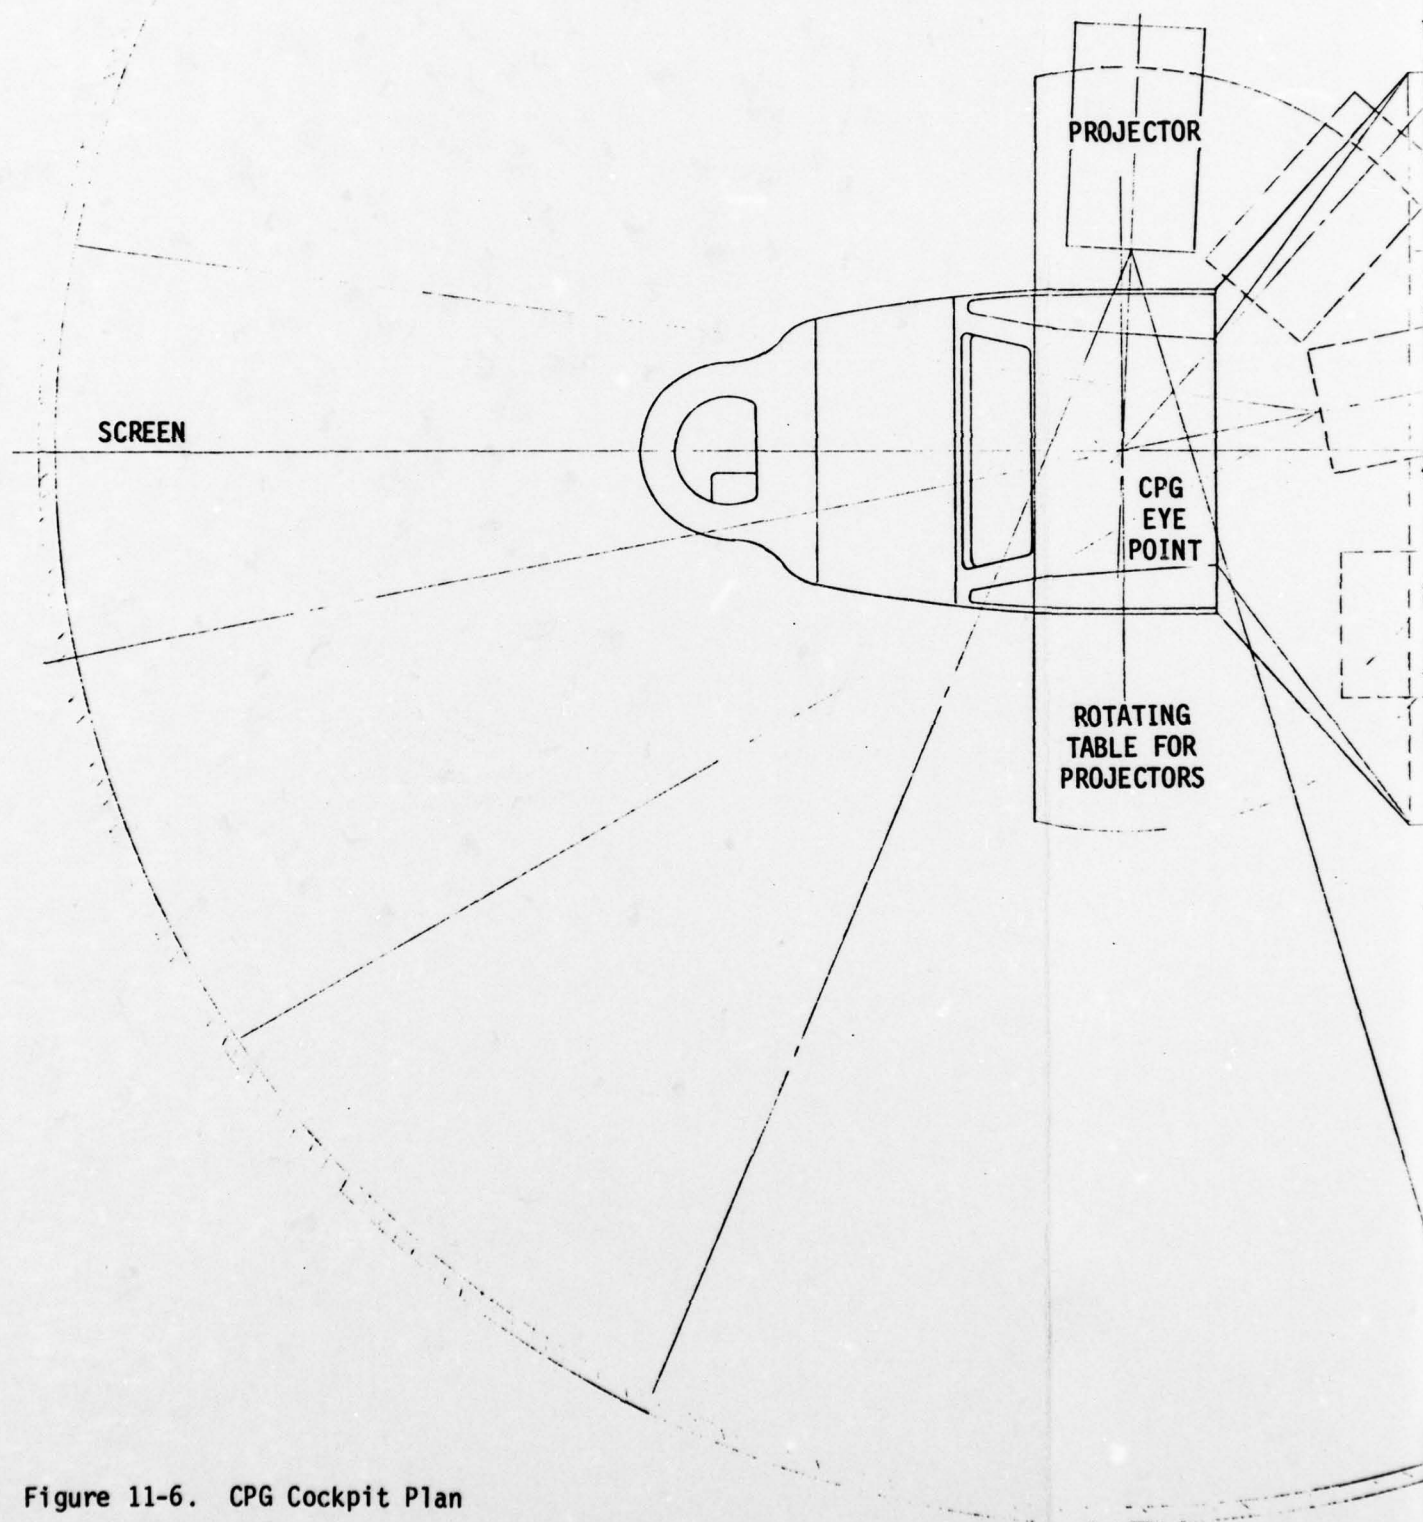 PROJECTOR
SCREEN
CPG
EYE
POINT
ROTATING
TABLE FOR
PROJECTORS
Figure 11-6. CPG Cockpit Plan